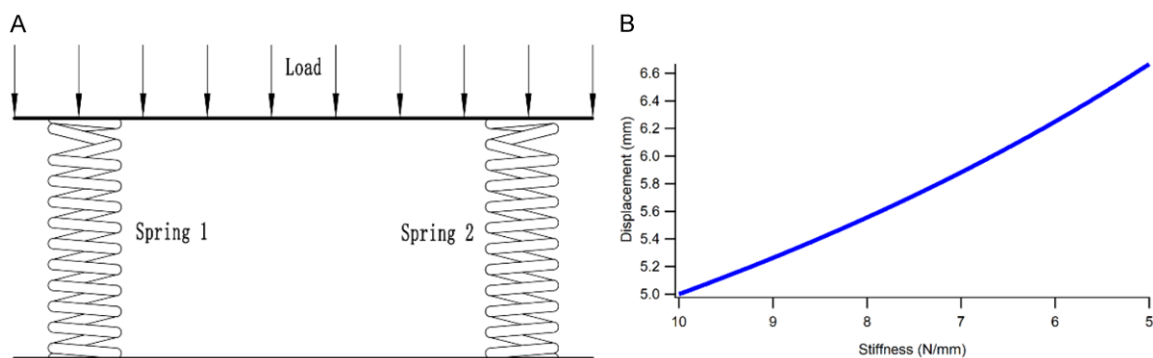 A
Load
Spring 1
Spring 2
B
Displacement (mm)
6.6
6.4
6.2
6.0
5.8
5.6
5.4
5.2
5.0
10 9 8 7 6 5
Stiffness (N/mm)